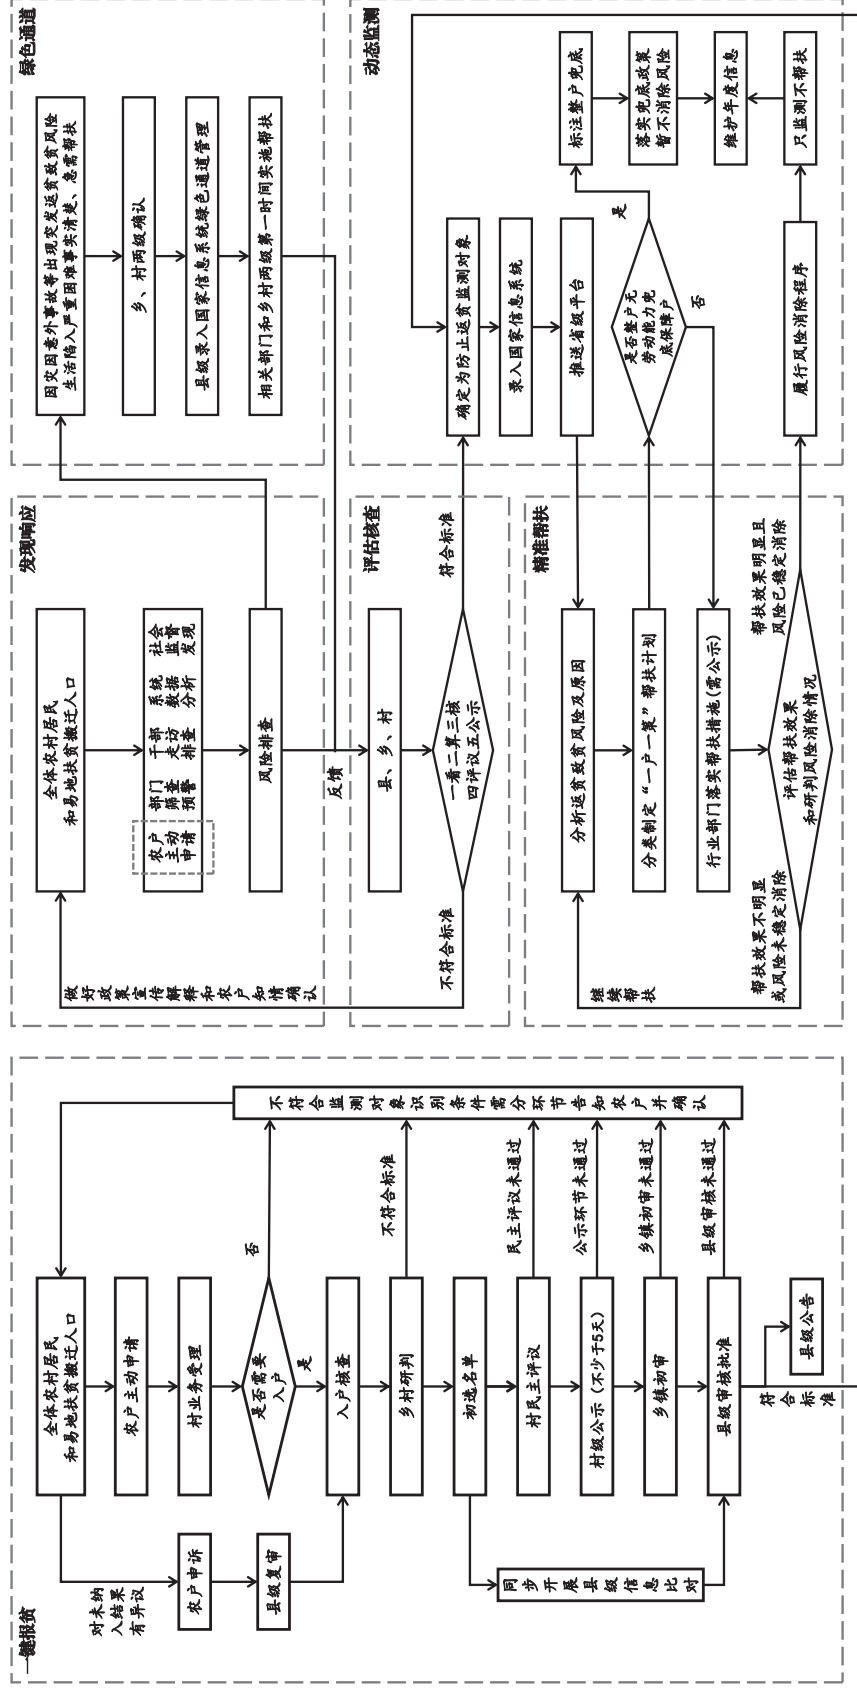 一键报贫
全体农村居民
和易地扶贫搬迁人口
农户主动申请
村业务受理
是否需要
入户
否
是
入户核查
乡村研判
初选名单
村民主评议
村级公示（不少于5天）
乡镇初审
县级审核批准
县级公告
符合标准
对未纳
入结果
有异议
农户申诉
县级复审
同步开展县级信息比对
不符合标准
民主评议未通过
公示环节未通过
乡镇初审未通过
县级审核未通过
不符合监测对象识别条件需分环节告知农户并确认
发现响应
全体农村居民
和易地扶贫搬迁人口
农户
主动
申请
部门
筛查
预警
干部
走访
排查
系统
数据
分析
社会
监督
发现
风险排查
反馈
做好政策宣传解释和农户知情确认
评估核查
县、乡、村
一看二算三核
四评议五公示
不符合标准
符合标准
精准帮扶
分析返贫致贫风险及原因
分类制定“一户一策”帮扶计划
行业部门落实帮扶措施(需公示)
评估帮扶效果
和研判风险消除情况
继续帮扶
帮扶效果不明显
或风险未稳定消除
帮扶效果明显且
风险已稳定消除
绿色通道
因灾因意外事故等出现突发返贫致贫风险
生活陷入严重困难事实清楚、急需帮扶
乡、村两级确认
县级录入国家信息系统绿色通道管理
相关部门和乡村两级第一时间实施帮扶
动态监测
确定为防止返贫监测对象
录入国家信息系统
推送省级平台
是否整户无
劳动能力兜
底保障户
是
否
履行风险消除程序
标注整户兜底
落实兜底政策
暂不消除风险
维护年度信息
只监测不帮扶